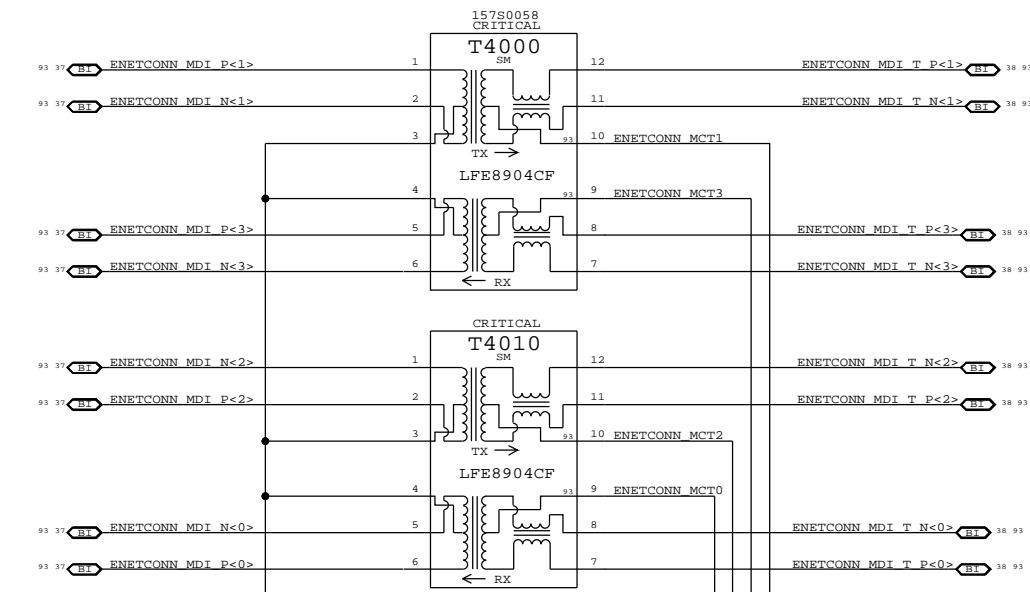 157S0058
CRITICAL
T4000
SM
93 37 BI ENETCONN_MDI_P<1> 1 12 ENETCONN_MDI_T_P<1> BI 38 93
93 37 BI ENETCONN_MDI_N<1> 2 11 ENETCONN_MDI_T_N<1> BI 38 93
3 93 10 ENETCONN_MCT1
TX
LFE8904CF
4 93 9 ENETCONN_MCT3
93 37 BI ENETCONN_MDI_P<3> 5 8 ENETCONN_MDI_T_P<3> BI 38 93
93 37 BI ENETCONN_MDI_N<3> 6 7 ENETCONN_MDI_T_N<3> BI 38 93
RX
CRITICAL
T4010
SM
93 37 BI ENETCONN_MDI_N<2> 1 12 ENETCONN_MDI_T_N<2> BI 38 93
93 37 BI ENETCONN_MDI_P<2> 2 11 ENETCONN_MDI_T_P<2> BI 38 93
3 93 10 ENETCONN_MCT2
TX
LFE8904CF
4 93 9 ENETCONN_MCT0
93 37 BI ENETCONN_MDI_N<0> 5 8 ENETCONN_MDI_T_N<0> BI 38 93
93 37 BI ENETCONN_MDI_P<0> 6 7 ENETCONN_MDI_T_P<0> BI 38 93
RX